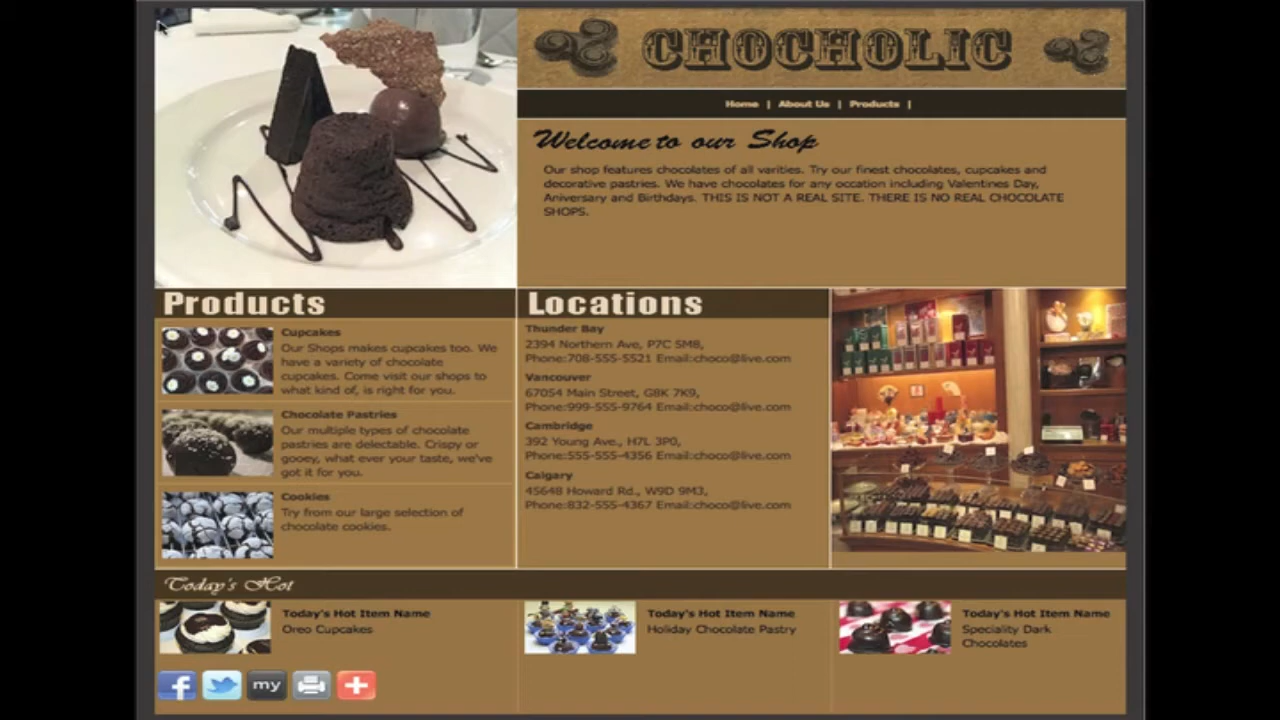 CHOCHOLIC
Home | About Us | Products |
Welcome to our Shop
Our shop features chocolates of all varities. Try our finest chocolates, cupcakes and
decorative pastries. We have chocolates for any occation including Valentines Day,
Aniversary and Birthdays. THIS IS NOT A REAL SITE. THERE IS NO REAL CHOCOLATE
SHOPS.
Products
Cupcakes
Our Shops makes cupcakes too. We
have a variety of chocolate
cupcakes. Come visit our shops to
what kind of, is right for you.
Chocolate Pastries
Our multiple types of chocolate
pastries are delectable. Crispy or
gooey, what ever your taste, we've
got it for you.
Cookies
Try from our large selection of
chocolate cookies.
Locations
Thunder Bay
2394 Northern Ave, P7C 5M8,
Phone:708-555-5521 Email:choco@live.com
Vancouver
67054 Main Street, G8K 7K9,
Phone:999-555-9764 Email:choco@live.com
Cambridge
392 Young Ave., H7L 3P0,
Phone:555-555-4356 Email:choco@live.com
Calgary
45648 Howard Rd., W9D 9M3,
Phone:832-555-4367 Email:choco@live.com
Today's Hot
Today's Hot Item Name
Oreo Cupcakes
Today's Hot Item Name
Holiday Chocolate Pastry
Today's Hot Item Name
Speciality Dark
Chocolates
f
my